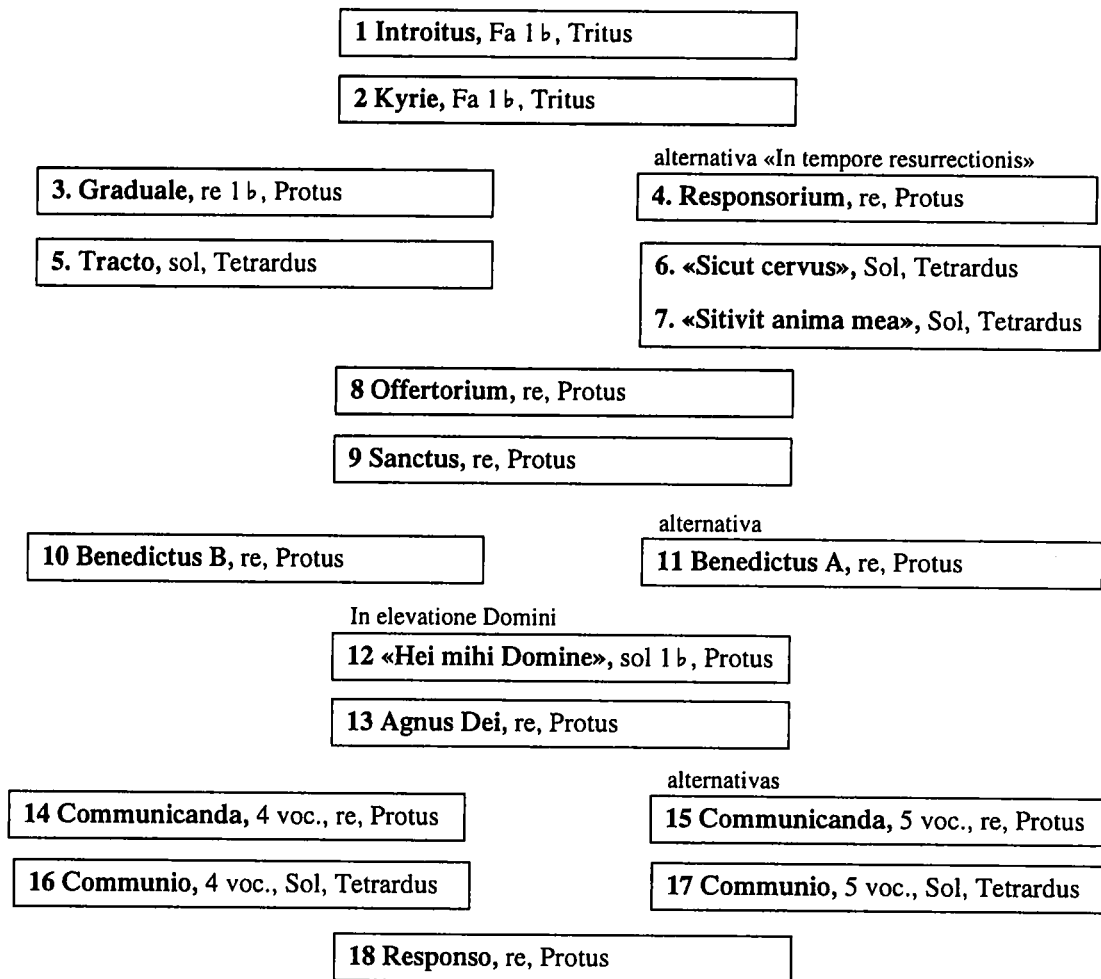 1 Introitus, Fa 1 ♭, Tritus
2 Kyrie, Fa 1 ♭, Tritus
3. Graduale, re 1 ♭, Protus
alternativa «In tempore resurrectionis»
4. Responsorium, re, Protus
5. Tracto, sol, Tetrardus
6. «Sicut cervus», Sol, Tetrardus
7. «Sitivit anima mea», Sol, Tetrardus
8 Offertorium, re, Protus
9 Sanctus, re, Protus
10 Benedictus B, re, Protus
alternativa
11 Benedictus A, re, Protus
In elevatione Domini
12 «Hei mihi Domine», sol 1 ♭, Protus
13 Agnus Dei, re, Protus
14 Communicanda, 4 voc., re, Protus
alternativas
15 Communicanda, 5 voc., re, Protus
16 Communio, 4 voc., Sol, Tetrardus
17 Communio, 5 voc., Sol, Tetrardus
18 Responso, re, Protus